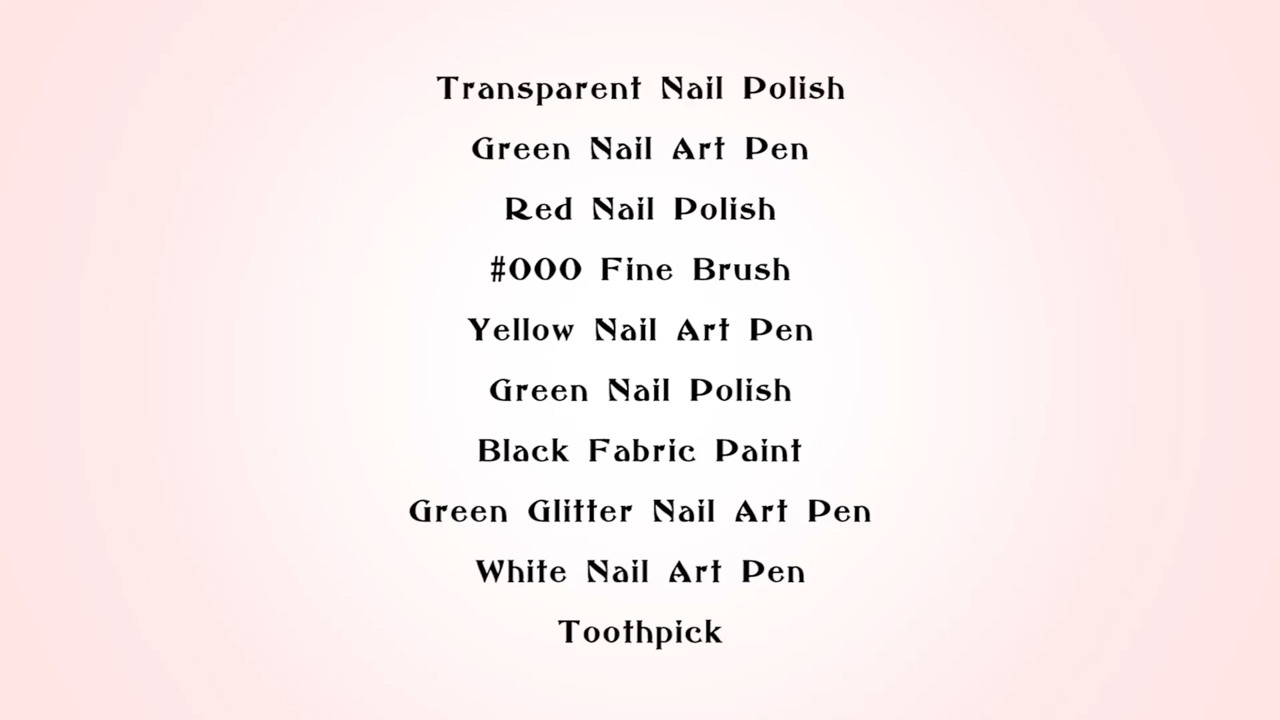 Transparent Nail Polish
Green Nail Art Pen
Red Nail Polish
#000 Fine Brush
Yellow Nail Art Pen
Green Nail Polish
Black Fabric Paint
Green Glitter Nail Art Pen
White Nail Art Pen
Toothpick